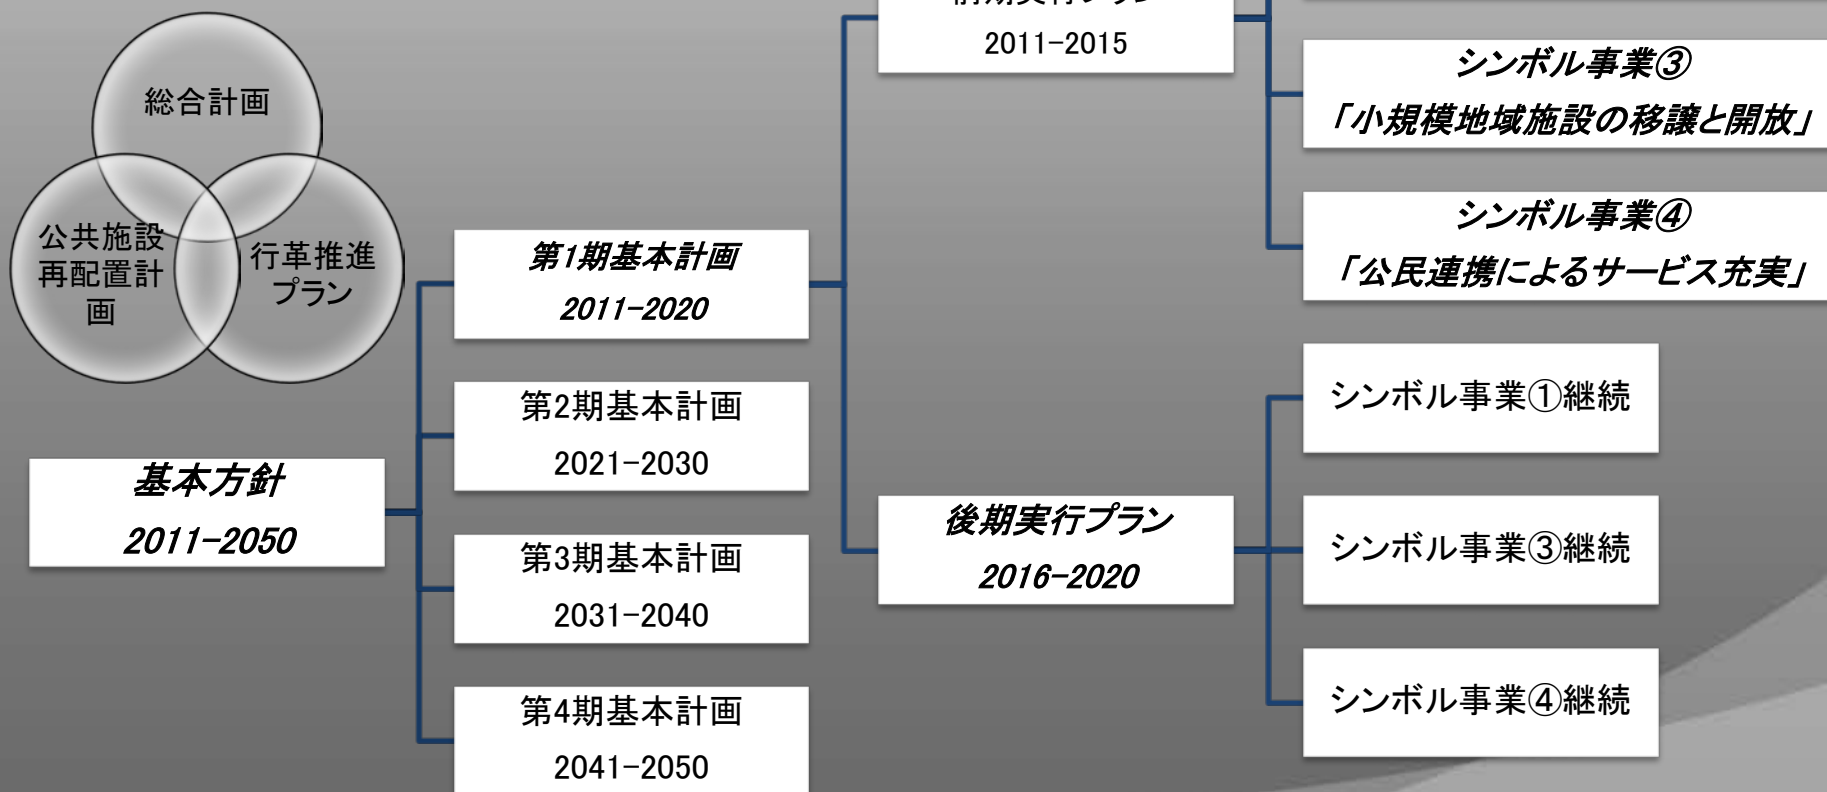 総合計画
公共施設
再配置計
画
行革推進
プラン
基本方針
2011-2050
第1期基本計画
2011-2020
第2期基本計画
2021-2030
第3期基本計画
2031-2040
第4期基本計画
2041-2050
前期実行プラン
2011-2015
後期実行プラン
2016-2020
シンボル事業③
「小規模地域施設の移譲と開放」
シンボル事業④
「公民連携によるサービス充実」
シンボル事業①継続
シンボル事業③継続
シンボル事業④継続